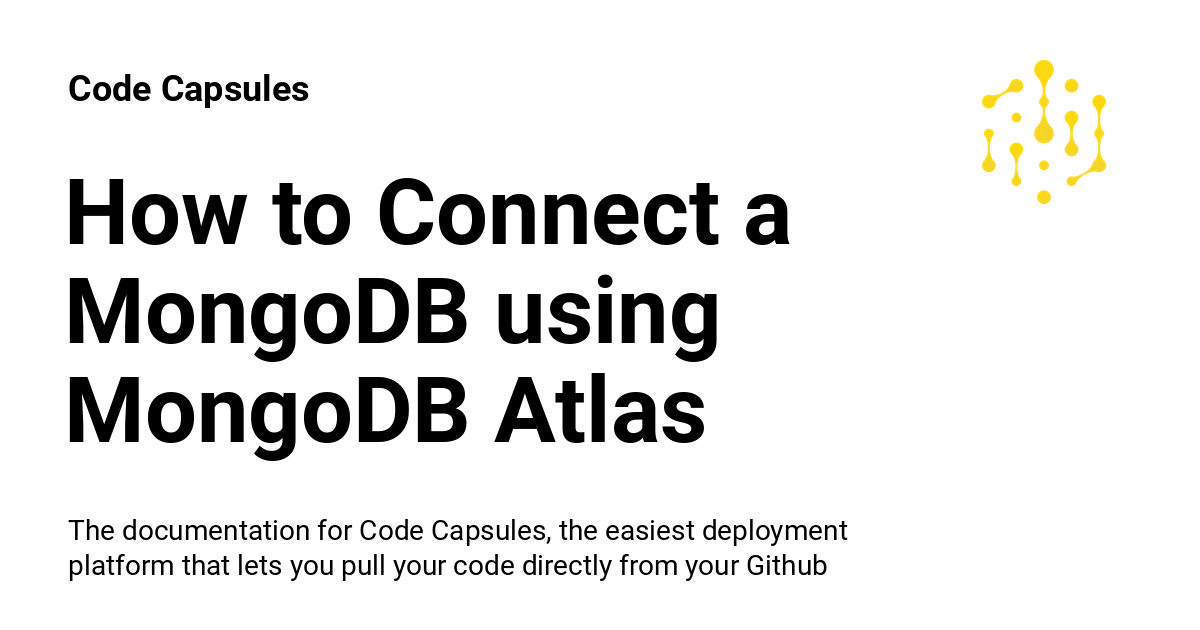 Code Capsules
How to Connect a
MongoDB using
MongoDB Atlas
The documentation for Code Capsules, the easiest deployment
platform that lets you pull your code directly from your Github